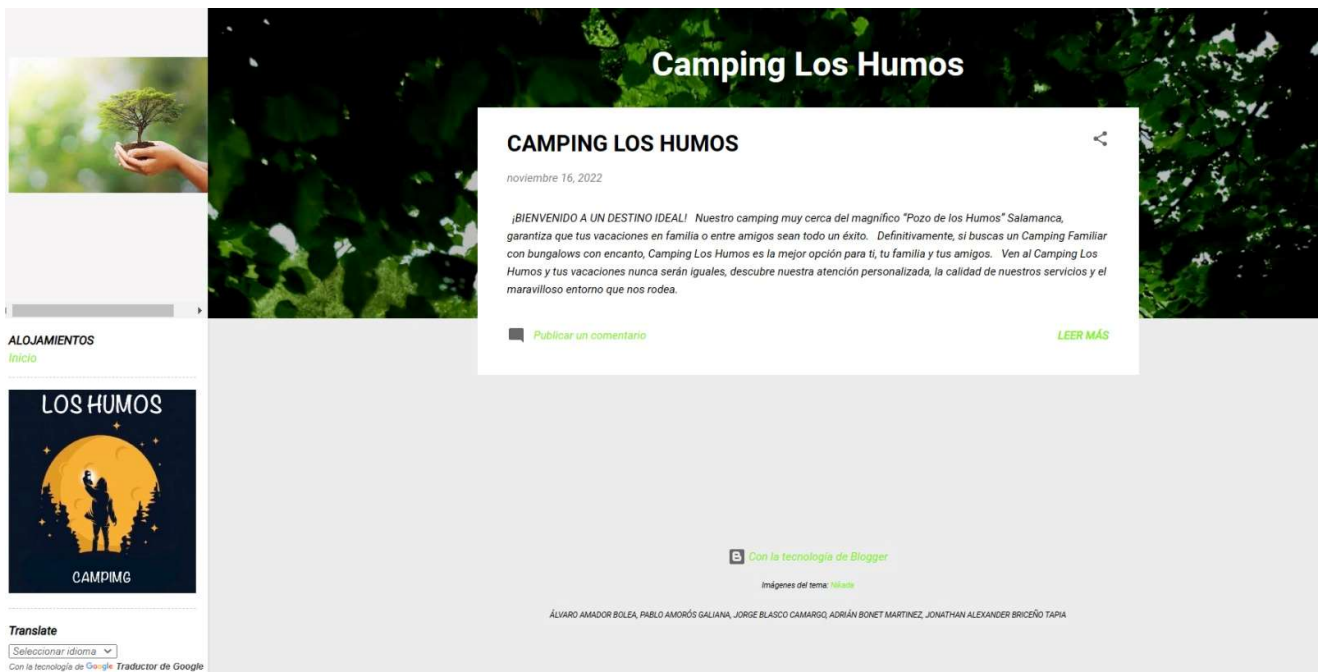 Camping Los Humos
CAMPING LOS HUMOS
noviembre 16, 2022
¡BIENVENIDO A UN DESTINO IDEAL! Nuestro camping muy cerca del magnífico “Pozo de los Humos” Salamanca,
garantiza que tus vacaciones en familia o entre amigos sean todo un éxito. Definitivamente, si buscas un Camping Familiar
con bungalows con encanto, Camping Los Humos es la mejor opción para ti, tu familia y tus amigos. Ven al Camping Los
Humos y tus vacaciones nunca serán iguales, descubre nuestra atención personalizada, la calidad de nuestros servicios y el
maravilloso entorno que nos rodea.
Publicar un comentario
LEER MÁS
ALOJAMIENTOS
Inicio
LOS HUMOS
CAMPIMG
Translate
Seleccionar idioma
Con la tecnología de Google Traductor de Google
Con la tecnología de Blogger
Imágenes del tema: Nikada
ÁLVARO AMADOR BOLEA, PABLO AMORÓS GALIANA, JORGE BLASCO CAMARGO, ADRIÁN BONET MARTINEZ, JONATHAN ALEXANDER BRICEÑO TAPIA